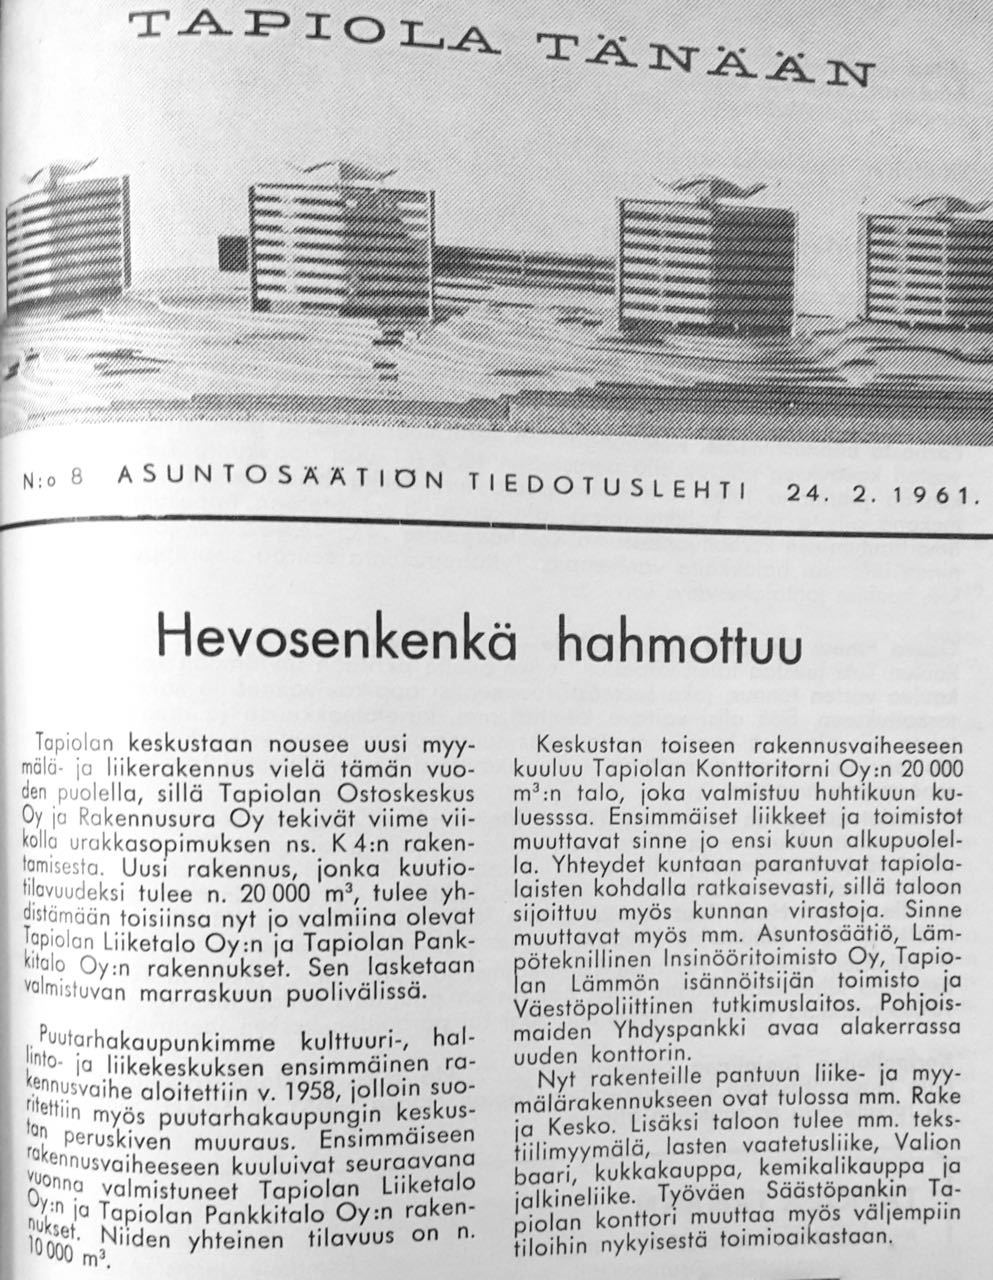 TAPIOLA TÄNÄÄN
N:o 8 ASUNTOSÄÄTIÖN TIEDOTUSLEHTI 24. 2. 1961.
Hevosenkenkä hahmottuu
Tapiolan keskustaan nousee uusi myy-
mälä- ja liikerakennus vielä tämän vuo-
den puolella, sillä Tapiolan Ostoskeskus
Oy ja Rakennusura Oy tekivät viime vii-
kolla urakkasopimuksen ns. K 4:n raken-
tamisesta. Uusi rakennus, jonka kuutio-
tilavuudeksi tulee n. 20 000 m³, tulee yh-
distämään toisiinsa nyt jo valmiina olevat
Tapiolan Liiketalo Oy:n ja Tapiolan Pank-
kitalo Oy:n rakennukset. Sen lasketaan
valmistuvan marraskuun puolivälissä.
Puutarhakaupunkimme kulttuuri-, hal-
linto- ja liikekeskuksen ensimmäinen ra-
kennusvaihe aloitettiin v. 1958, jolloin suo-
ritettiin myös puutarhakaupungin keskus-
tan peruskiven muuraus. Ensimmäiseen
rakennusvaiheeseen kuuluivat seuraavana
vuonna valmistuneet Tapiolan Liiketalo
Oy:n ja Tapiolan Pankkitalo Oy:n raken-
nukset. Niiden yhteinen tilavuus on n.
10 000 m³.
Keskustan toiseen rakennusvaiheeseen
kuuluu Tapiolan Konttoritorni Oy:n 20 000
m³:n talo, joka valmistuu huhtikuun ku-
luesssa. Ensimmäiset liikkeet ja toimistot
muuttavat sinne jo ensi kuun alkupuolel-
la. Yhteydet kuntaan parantuvat tapiola-
laisten kohdalla ratkaisevasti, sillä taloon
sijoittuu myös kunnan virastoja. Sinne
muuttavat myös mm. Asuntosäätiö, Läm-
pöteknillinen Insinööritoimisto Oy, Tapio-
lan Lämmön isännöitsijän toimisto ja
Väestöpoliittinen tutkimuslaitos. Pohjois-
maiden Yhdyspankki avaa alakerrassa
uuden konttorin.
Nyt rakenteille pantuun liike- ja myy-
mälärakennukseen ovat tulossa mm. Rake
ja Kesko. Lisäksi taloon tulee mm. teks-
tiilimyymälä, lasten vaatetusliike, Valion
baari, kukkakauppa, kemikalikauppa ja
jalkineliike. Työväen Säästöpankin Ta-
piolan konttori muuttaa myös väljempiin
tiloihin nykyisestä toimipaikastaan.